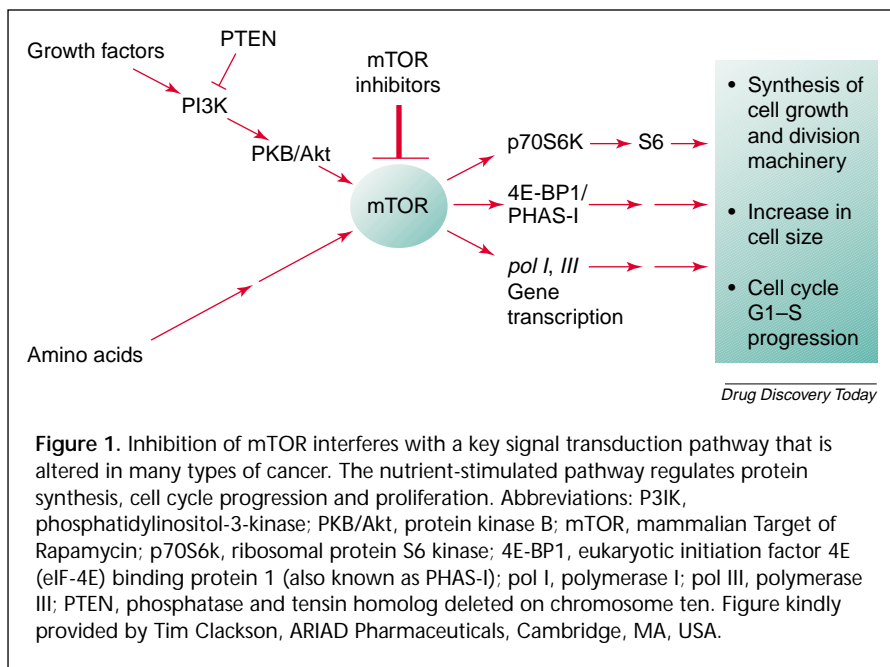 Growth factors
PTEN
PI3K
PKB/Akt
mTOR
inhibitors
mTOR
Amino acids
p70S6K
S6
4E-BP1/
PHAS-I
pol I, III
Gene
transcription
• Synthesis of
cell growth
and division
machinery
• Increase in
cell size
• Cell cycle
G1–S
progression
Drug Discovery Today
Figure 1. Inhibition of mTOR interferes with a key signal transduction pathway that is
altered in many types of cancer. The nutrient-stimulated pathway regulates protein
synthesis, cell cycle progression and proliferation. Abbreviations: P3IK,
phosphatidylinositol-3-kinase; PKB/Akt, protein kinase B; mTOR, mammalian Target of
Rapamycin; p70S6k, ribosomal protein S6 kinase; 4E-BP1, eukaryotic initiation factor 4E
(eIF-4E) binding protein 1 (also known as PHAS-I); pol I, polymerase I; pol III, polymerase
III; PTEN, phosphatase and tensin homolog deleted on chromosome ten. Figure kindly
provided by Tim Clackson, ARIAD Pharmaceuticals, Cambridge, MA, USA.